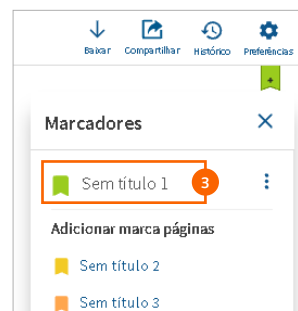 Baixar Compartilhar Histórico Preferências
+
Marcadores
Sem título 1 3
Adicionar marca páginas
Sem título 2
Sem título 3